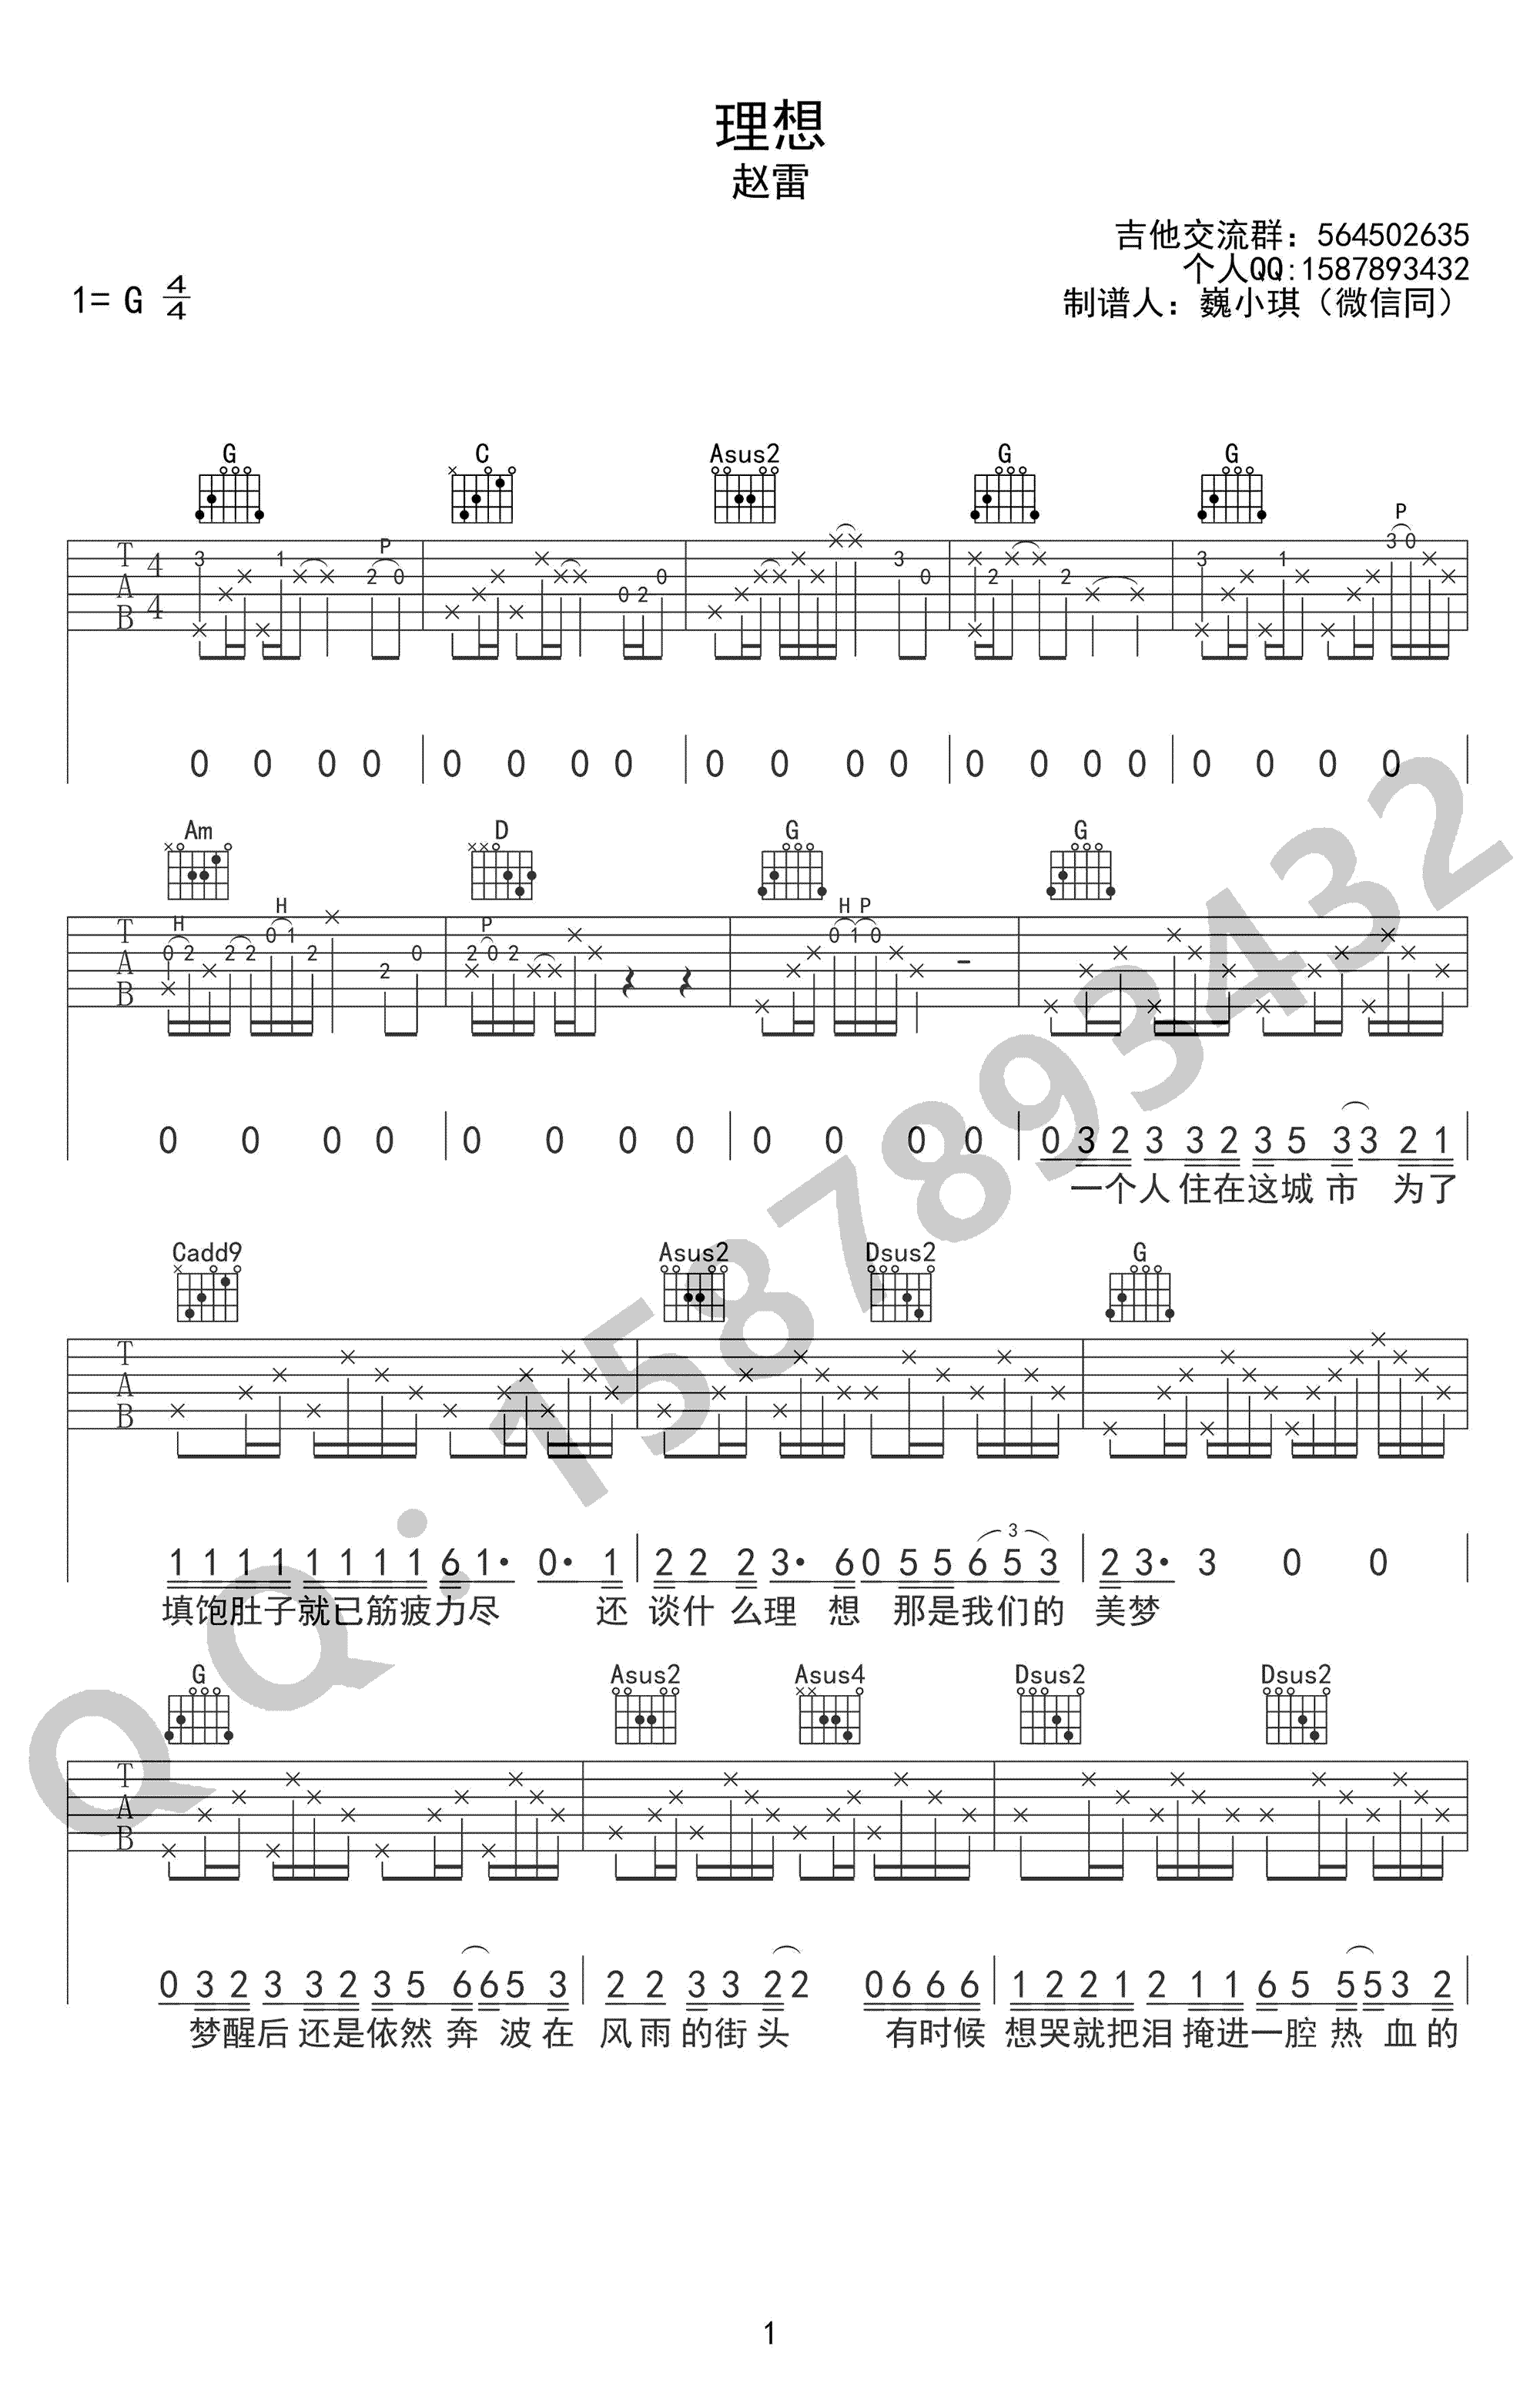 理想
赵雷
吉他交流群：564502635
个人QQ:1587893432
1= G 4/4
制谱人：巍小琪（微信同）
G C Asus2 G G
P P
T A B 4 4 3 1 2 0 0 2 0 3 0 2 2 3 1 3 0
0 0 0 0 0 0 0 0 0 0 0 0 0 0 0 0 0 0 0 0
Am D G G
H H P H P
T A B 0 2 2 2 0 1 2 2 0 2 0 2 0 1 0 -
0 0 0 0 0 0 0 0 0 0 0 0 0 3 2 3 3 2 3 5 3 3 2 1
一个人住在这城市 为了
Cadd9 Asus2 Dsus2 G
T A B
3
1 1 1 1 1 1 1 1 6 1· 0· 1 2 2 2 3· 6 0 5 5 6 5 3 2 3· 3 0 0
填饱肚子就已筋疲力尽 还 谈什么理想 那是我们的 美梦
G Asus2 Asus4 Dsus2 Dsus2
T A B
0 3 2 3 3 2 3 5 6 6 5 3 2 2 3 3 2 2 0 6 6 6 1 2 2 1 2 1 1 6 5 5 5 3 2
梦醒后还是依然奔波在 风雨的街头 有时候 想哭就把泪掩进一腔热血的
1
QQ:1587893432